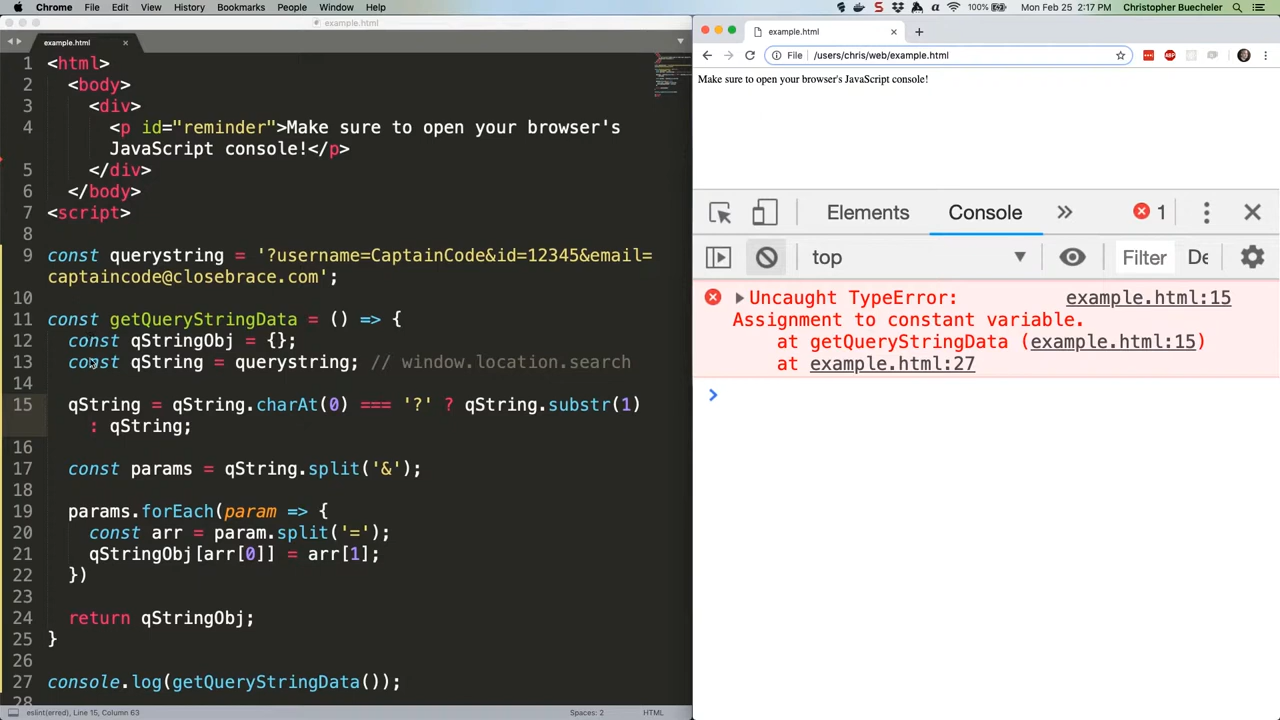 Chrome File Edit View History Bookmarks People Window Help 100% Mon Feb 25 2:17 PM Christopher Buecheler
example.html
example.html ×
1 <html>
2 <body>
3 <div>
4 <p id="reminder">Make sure to open your browser's
JavaScript console!</p>
5 </div>
6 </body>
7 <script>
8
9 const querystring = '?username=CaptainCode&id=12345&email=
captaincode@closebrace.com';
10
11 const getQueryStringData = () => {
12 const qStringObj = {};
13 const qString = querystring; // window.location.search
14
15 qString = qString.charAt(0) === '?' ? qString.substr(1)
: qString;
16
17 const params = qString.split('&');
18
19 params.forEach(param => {
20 const arr = param.split('=');
21 qStringObj[arr[0]] = arr[1];
22 })
23
24 return qStringObj;
25 }
26
27 console.log(getQueryStringData());
28
eslint(erred), Line 15, Column 63 Spaces: 2 HTML
example.html
File /users/chris/web/example.html
ABP
Make sure to open your browser's JavaScript console!
Elements Console » 1
top Filter De
Uncaught TypeError: example.html:15
Assignment to constant variable.
at getQueryStringData (example.html:15)
at example.html:27